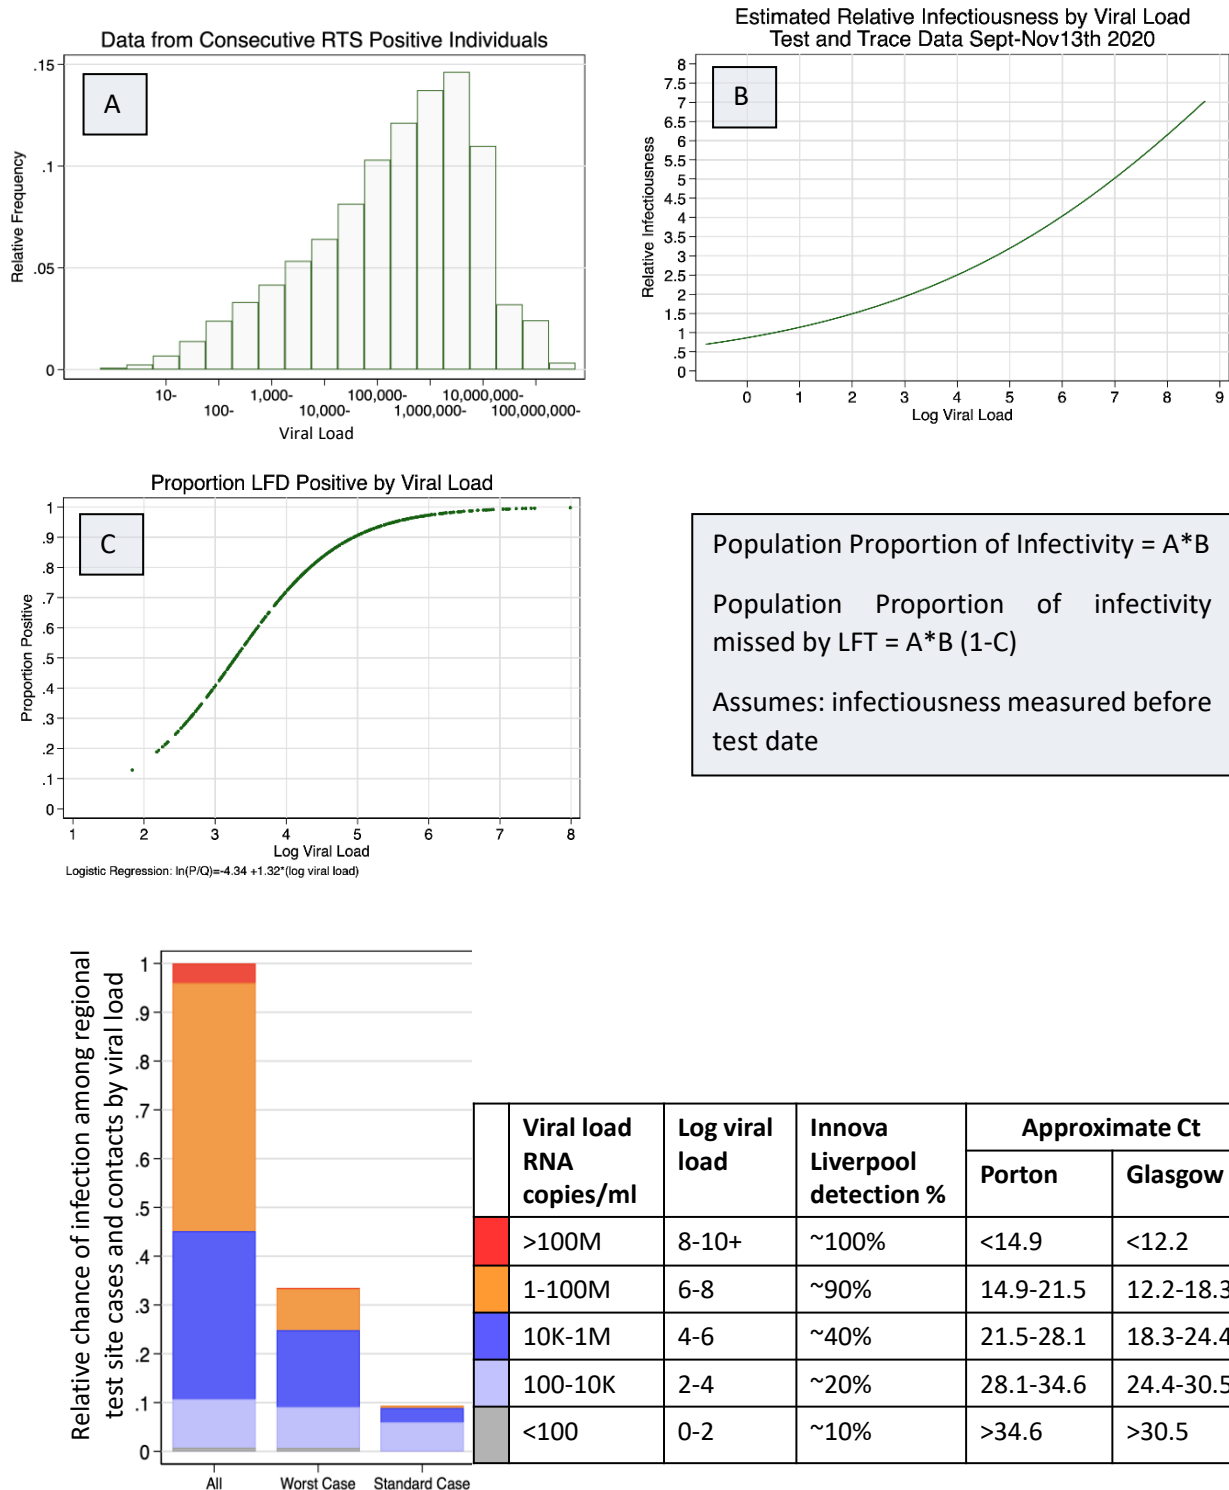 Data from Consecutive RTS Positive Individuals
A
.15
.1
.05
0
Relative Frequency
10-
100-
1,000-
10,000-
100,000-
1,000,000-
10,000,000-
100,000,000-
Viral Load
Estimated Relative Infectiousness by Viral Load
Test and Trace Data Sept-Nov13th 2020
B
8
7.5
7
6.5
6
5.5
5
4.5
4
3.5
3
2.5
2
1.5
1
.5
0
Relative Infectiousness
0 1 2 3 4 5 6 7 8 9
Log Viral Load
Proportion LFD Positive by Viral Load
C
1
.9
.8
.7
.6
.5
.4
.3
.2
.1
0
Proportion Positive
1 2 3 4 5 6 7 8
Log Viral Load
Logistic Regression: ln(P/Q)=-4.34 +1.32*(log viral load)
Population Proportion of Infectivity = A*B
Population Proportion of infectivity
missed by LFT = A*B (1-C)
Assumes: infectiousness measured before
test date
Relative chance of infection among regional
test site cases and contacts by viral load
1
.9
.8
.7
.6
.5
.4
.3
.2
.1
0
All Worst Case Standard Case
Viral load RNA copies/ml
Log viral load
Innova Liverpool detection %
Approximate Ct
Porton Glasgow
>100M 8-10+ ~100% <14.9 <12.2
1-100M 6-8 ~90% 14.9-21.5 12.2-18.3
10K-1M 4-6 ~40% 21.5-28.1 18.3-24.4
100-10K 2-4 ~20% 28.1-34.6 24.4-30.5
<100 0-2 ~10% >34.6 >30.5